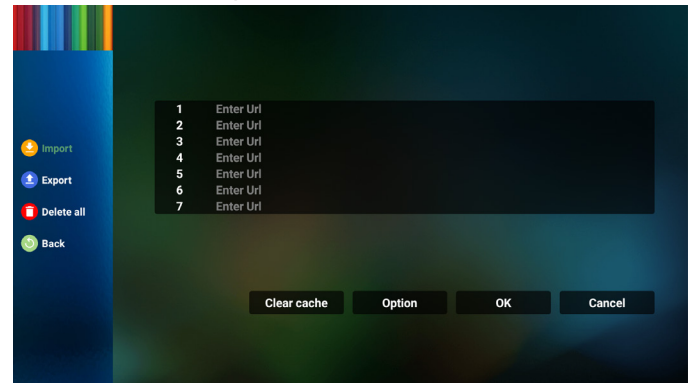 Import
Export
Delete all
Back
1 Enter Url
2 Enter Url
3 Enter Url
4 Enter Url
5 Enter Url
6 Enter Url
7 Enter Url
Clear cache Option OK Cancel